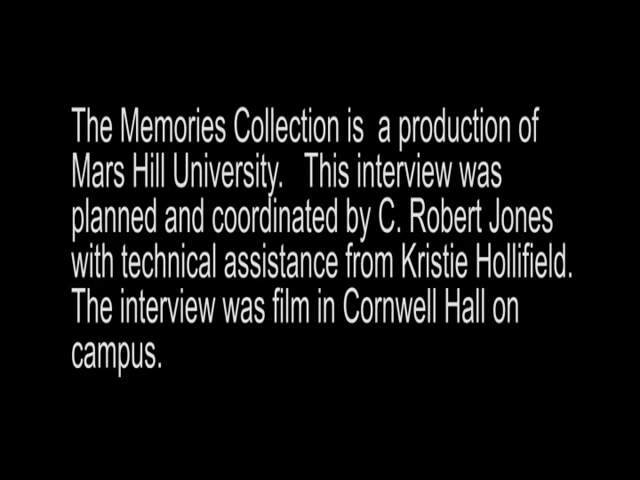 The Memories Collection is  a production of
Mars Hill University.   This interview was
planned and coordinated by C. Robert Jones
with technical assistance from Kristie Hollifield.
The interview was film in Cornwell Hall on
campus.